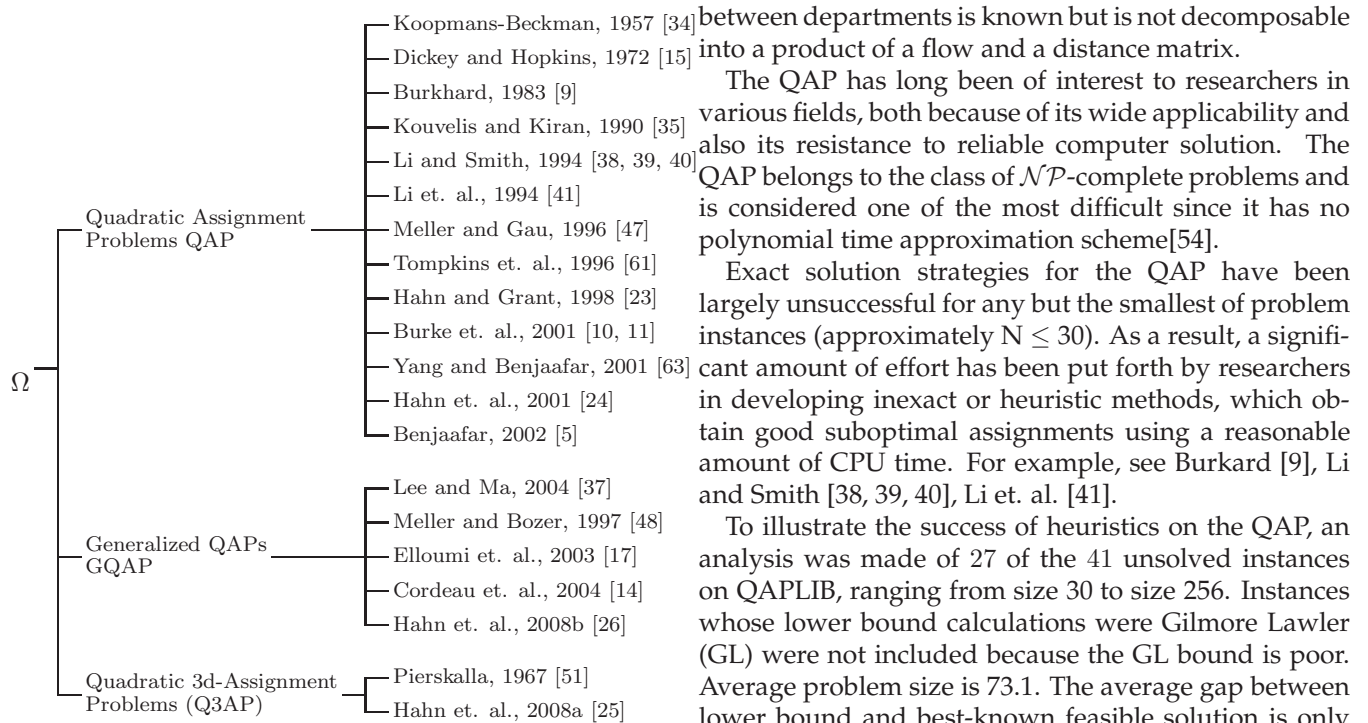 Ω
Quadratic Assignment
Problems QAP
Koopmans-Beckman, 1957 [34]
Dickey and Hopkins, 1972 [15]
Burkhard, 1983 [9]
Kouvelis and Kiran, 1990 [35]
Li and Smith, 1994 [38, 39, 40]
Li et. al., 1994 [41]
Meller and Gau, 1996 [47]
Tompkins et. al., 1996 [61]
Hahn and Grant, 1998 [23]
Burke et. al., 2001 [10, 11]
Yang and Benjaafar, 2001 [63]
Hahn et. al., 2001 [24]
Benjaafar, 2002 [5]
Generalized QAPs
GQAP
Lee and Ma, 2004 [37]
Meller and Bozer, 1997 [48]
Elloumi et. al., 2003 [17]
Cordeau et. al., 2004 [14]
Hahn et. al., 2008b [26]
Quadratic 3d-Assignment
Problems (Q3AP)
Pierskalla, 1967 [51]
Hahn et. al., 2008a [25]
between departments is known but is not decomposable
into a product of a flow and a distance matrix.
The QAP has long been of interest to researchers in
various fields, both because of its wide applicability and
also its resistance to reliable computer solution. The
QAP belongs to the class of 𝒩𝒫-complete problems and
is considered one of the most difficult since it has no
polynomial time approximation scheme[54].
Exact solution strategies for the QAP have been
largely unsuccessful for any but the smallest of problem
instances (approximately N ≤ 30). As a result, a signifi-
cant amount of effort has been put forth by researchers
in developing inexact or heuristic methods, which ob-
tain good suboptimal assignments using a reasonable
amount of CPU time. For example, see Burkard [9], Li
and Smith [38, 39, 40], Li et. al. [41].
To illustrate the success of heuristics on the QAP, an
analysis was made of 27 of the 41 unsolved instances
on QAPLIB, ranging from size 30 to size 256. Instances
whose lower bound calculations were Gilmore Lawler
(GL) were not included because the GL bound is poor.
Average problem size is 73.1. The average gap between
lower bound and best-known feasible solution is only